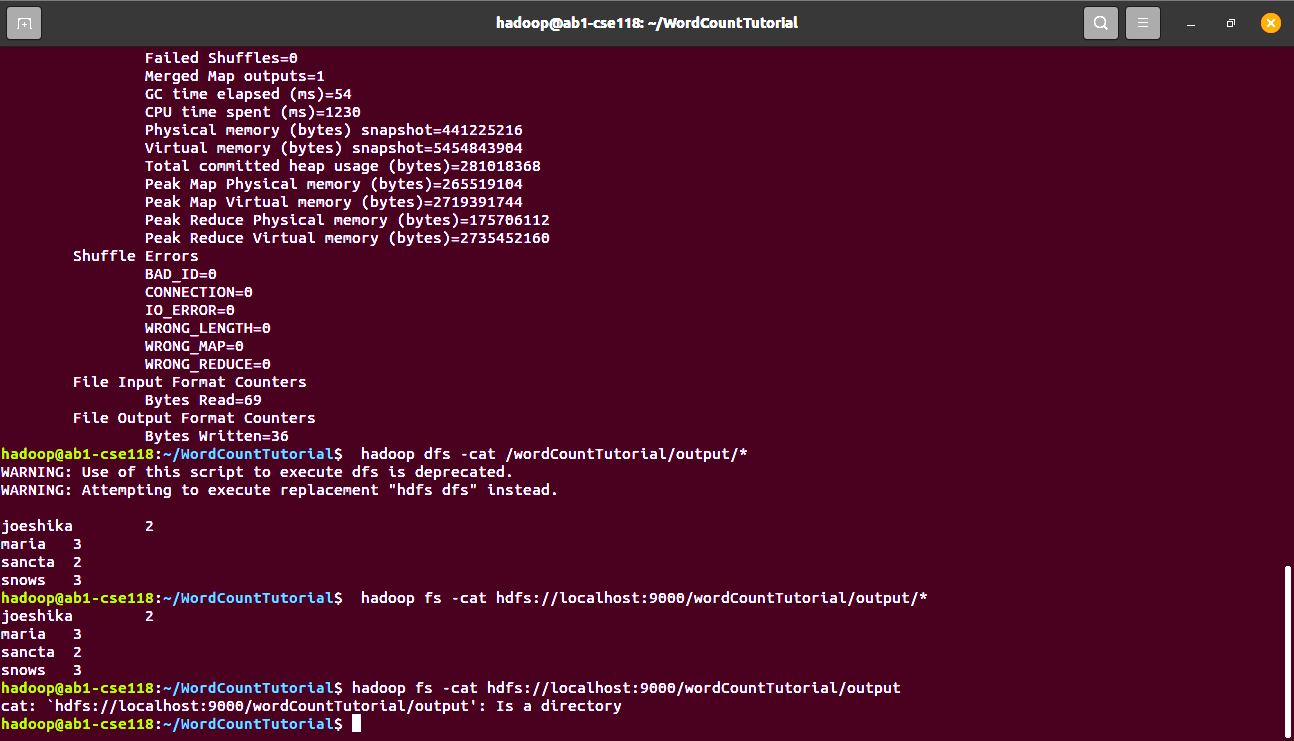 hadoop@ab1-cse118: ~/WordCountTutorial
Failed Shuffles=0
Merged Map outputs=1
GC time elapsed (ms)=54
CPU time spent (ms)=1230
Physical memory (bytes) snapshot=441225216
Virtual memory (bytes) snapshot=5454843904
Total committed heap usage (bytes)=281018368
Peak Map Physical memory (bytes)=265519104
Peak Map Virtual memory (bytes)=2719391744
Peak Reduce Physical memory (bytes)=175706112
Peak Reduce Virtual memory (bytes)=2735452160
Shuffle Errors
BAD_ID=0
CONNECTION=0
IO_ERROR=0
WRONG_LENGTH=0
WRONG_MAP=0
WRONG_REDUCE=0
File Input Format Counters
Bytes Read=69
File Output Format Counters
Bytes Written=36
hadoop@ab1-cse118:~/WordCountTutorial$  hadoop dfs -cat /wordCountTutorial/output/*
WARNING: Use of this script to execute dfs is deprecated.
WARNING: Attempting to execute replacement "hdfs dfs" instead.
joeshika        2
maria   3
sancta  2
snows   3
hadoop@ab1-cse118:~/WordCountTutorial$  hadoop fs -cat hdfs://localhost:9000/wordCountTutorial/output/*
joeshika        2
maria   3
sancta  2
snows   3
hadoop@ab1-cse118:~/WordCountTutorial$ hadoop fs -cat hdfs://localhost:9000/wordCountTutorial/output
cat: `hdfs://localhost:9000/wordCountTutorial/output': Is a directory
hadoop@ab1-cse118:~/WordCountTutorial$